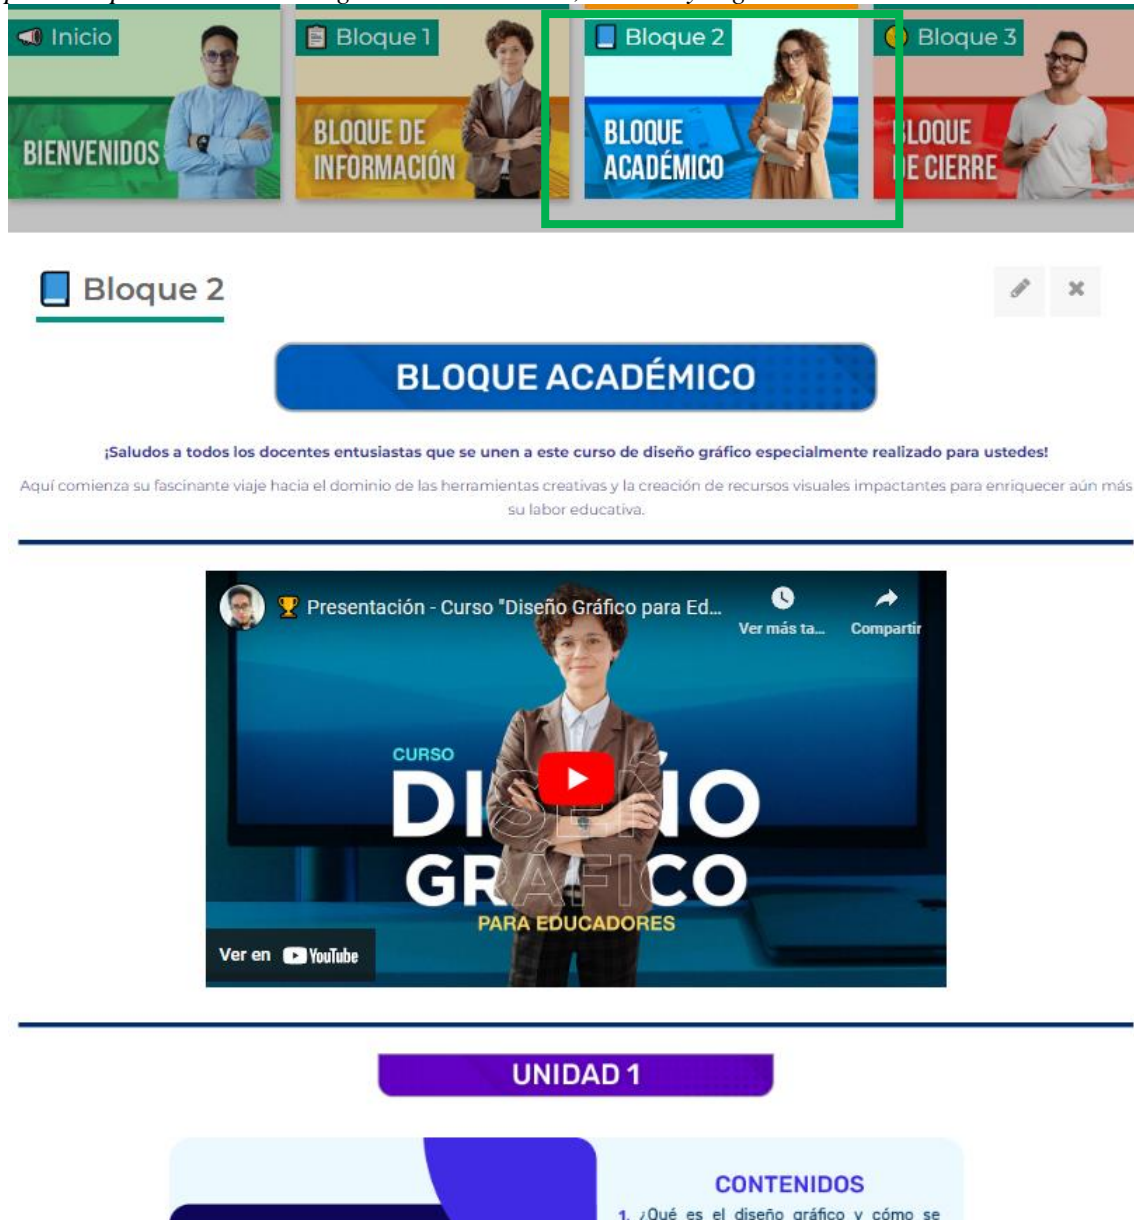 Inicio
BIENVENIDOS
Bloque 1
BLOQUE DE
INFORMACIÓN
Bloque 2
BLOQUE
ACADÉMICO
Bloque 3
BLOQUE
DE CIERRE
Bloque 2
BLOQUE ACADÉMICO
¡Saludos a todos los docentes entusiastas que se unen a este curso de diseño gráfico especialmente realizado para ustedes!
Aquí comienza su fascinante viaje hacia el dominio de las herramientas creativas y la creación de recursos visuales impactantes para enriquecer aún más
su labor educativa.
Presentación - Curso "Diseño Gráfico para Ed...
Ver más ta...
Compartir
CURSO
DISEÑO
GRÁFICO
PARA EDUCADORES
Ver en YouTube
UNIDAD 1
CONTENIDOS
1. ¿Qué es el diseño gráfico y cómo se